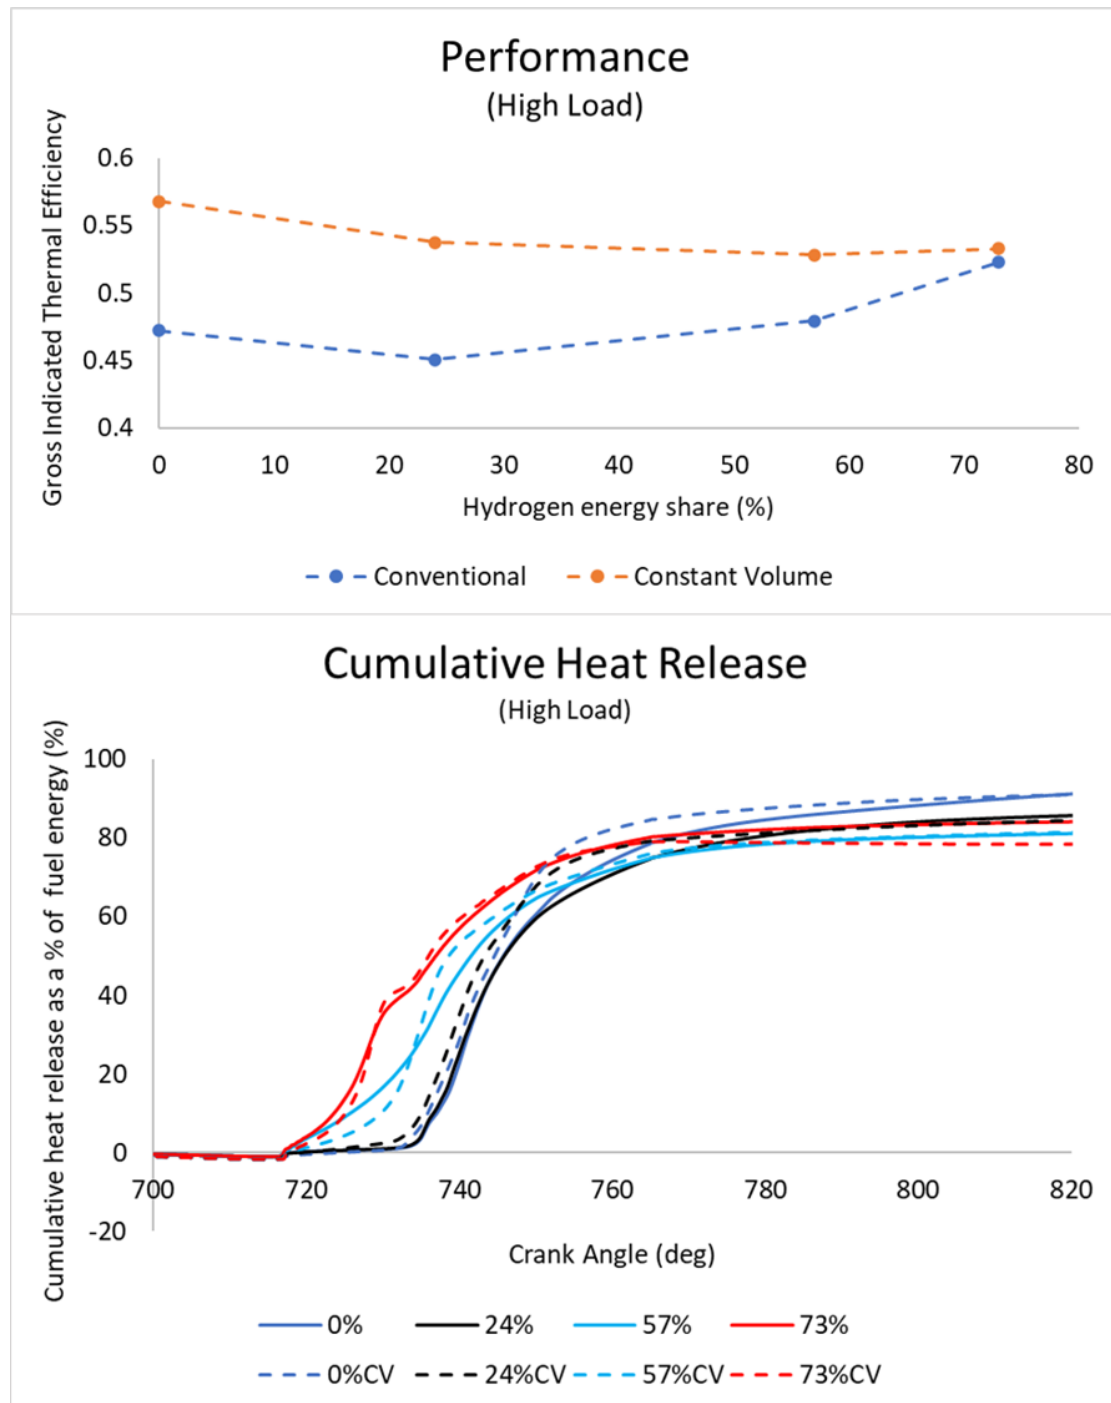 Performance
(High Load)
Gross Indicated Thermal Efficiency
0.6
0.55
0.5
0.45
0.4
0 10 20 30 40 50 60 70 80
Hydrogen energy share (%)
Conventional Constant Volume
Cumulative Heat Release
(High Load)
Cumulative heat release as a % of fuel energy (%)
100
80
60
40
20
0
700 720 740 760 780 800 820
-20
Crank Angle (deg)
0% 24% 57% 73%
0%CV 24%CV 57%CV 73%CV